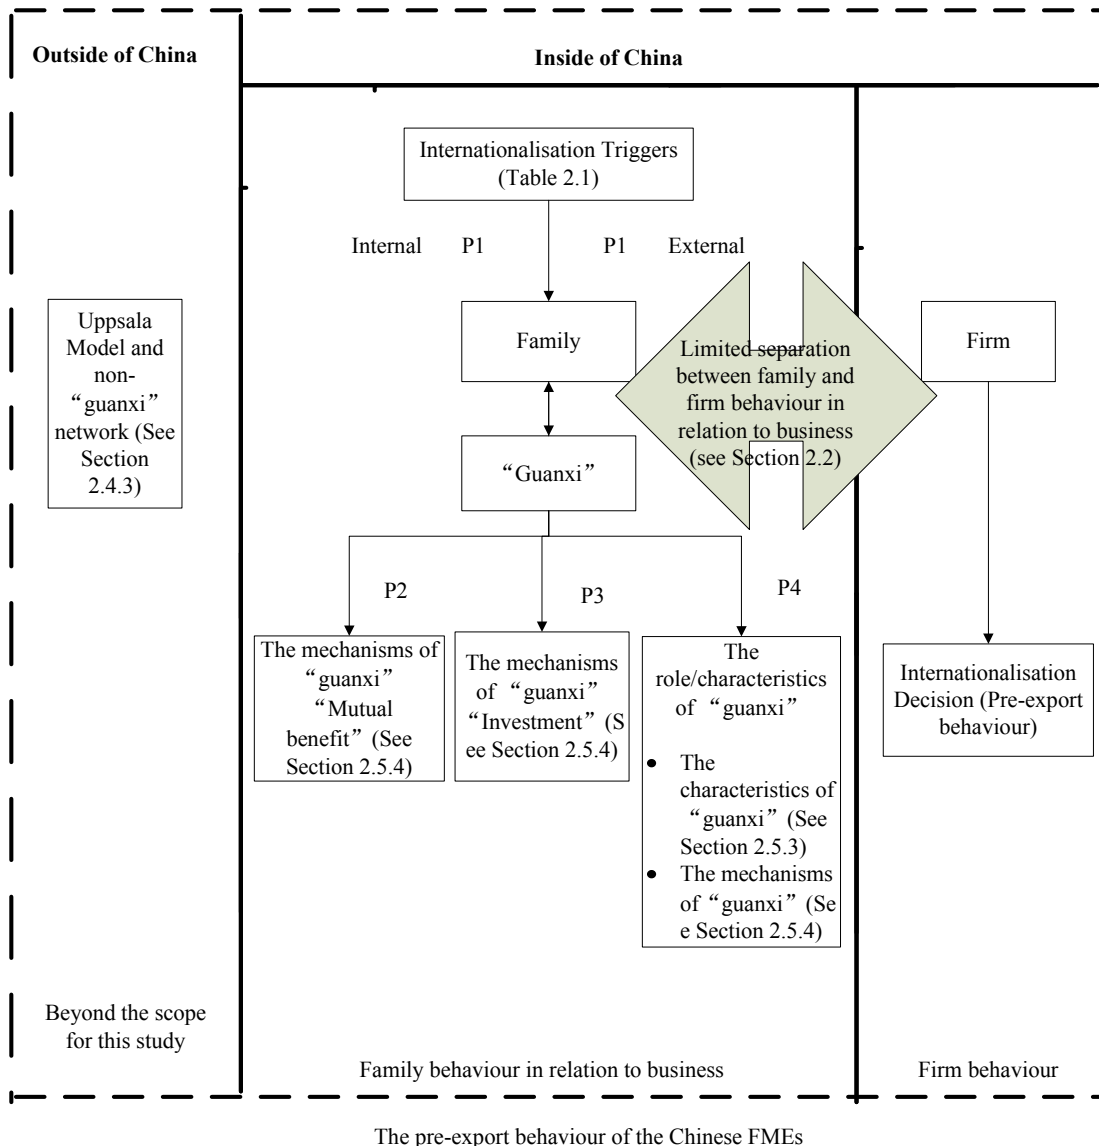 Outside of China
Inside of China
Internationalisation Triggers
(Table 2.1)
Internal P1 P1 External
Uppsala
Model and
non-
“guanxi”
network (See
Section
2.4.3)
Family
Limited separation
between family and
firm behaviour in
relation to business
(see Section 2.2)
Firm
“Guanxi”
P2
P3
P4
The mechanisms of
“guanxi”
“Mutual
benefit” (See
Section 2.5.4)
The mechanisms
of “guanxi”
“Investment” (S
ee Section 2.5.4)
The
role/characteristics
of “guanxi”
• The
characteristics of
“guanxi” (See
Section 2.5.3)
• The mechanisms
of “guanxi” (Se
e Section 2.5.4)
Internationalisation
Decision (Pre-export
behaviour)
Beyond the scope
for this study
Family behaviour in relation to business
Firm behaviour
The pre-export behaviour of the Chinese FMEs